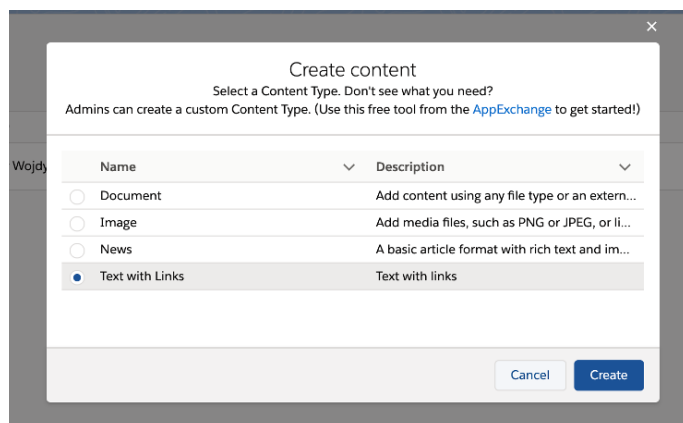 Create content
Select a Content Type. Don't see what you need?
Admins can create a custom Content Type. (Use this free tool from the AppExchange to get started!)
Wojdy
Name Description
Document Add content using any file type or an extern...
Image Add media files, such as PNG or JPEG, or li...
News A basic article format with rich text and im...
Text with Links Text with links
Cancel Create